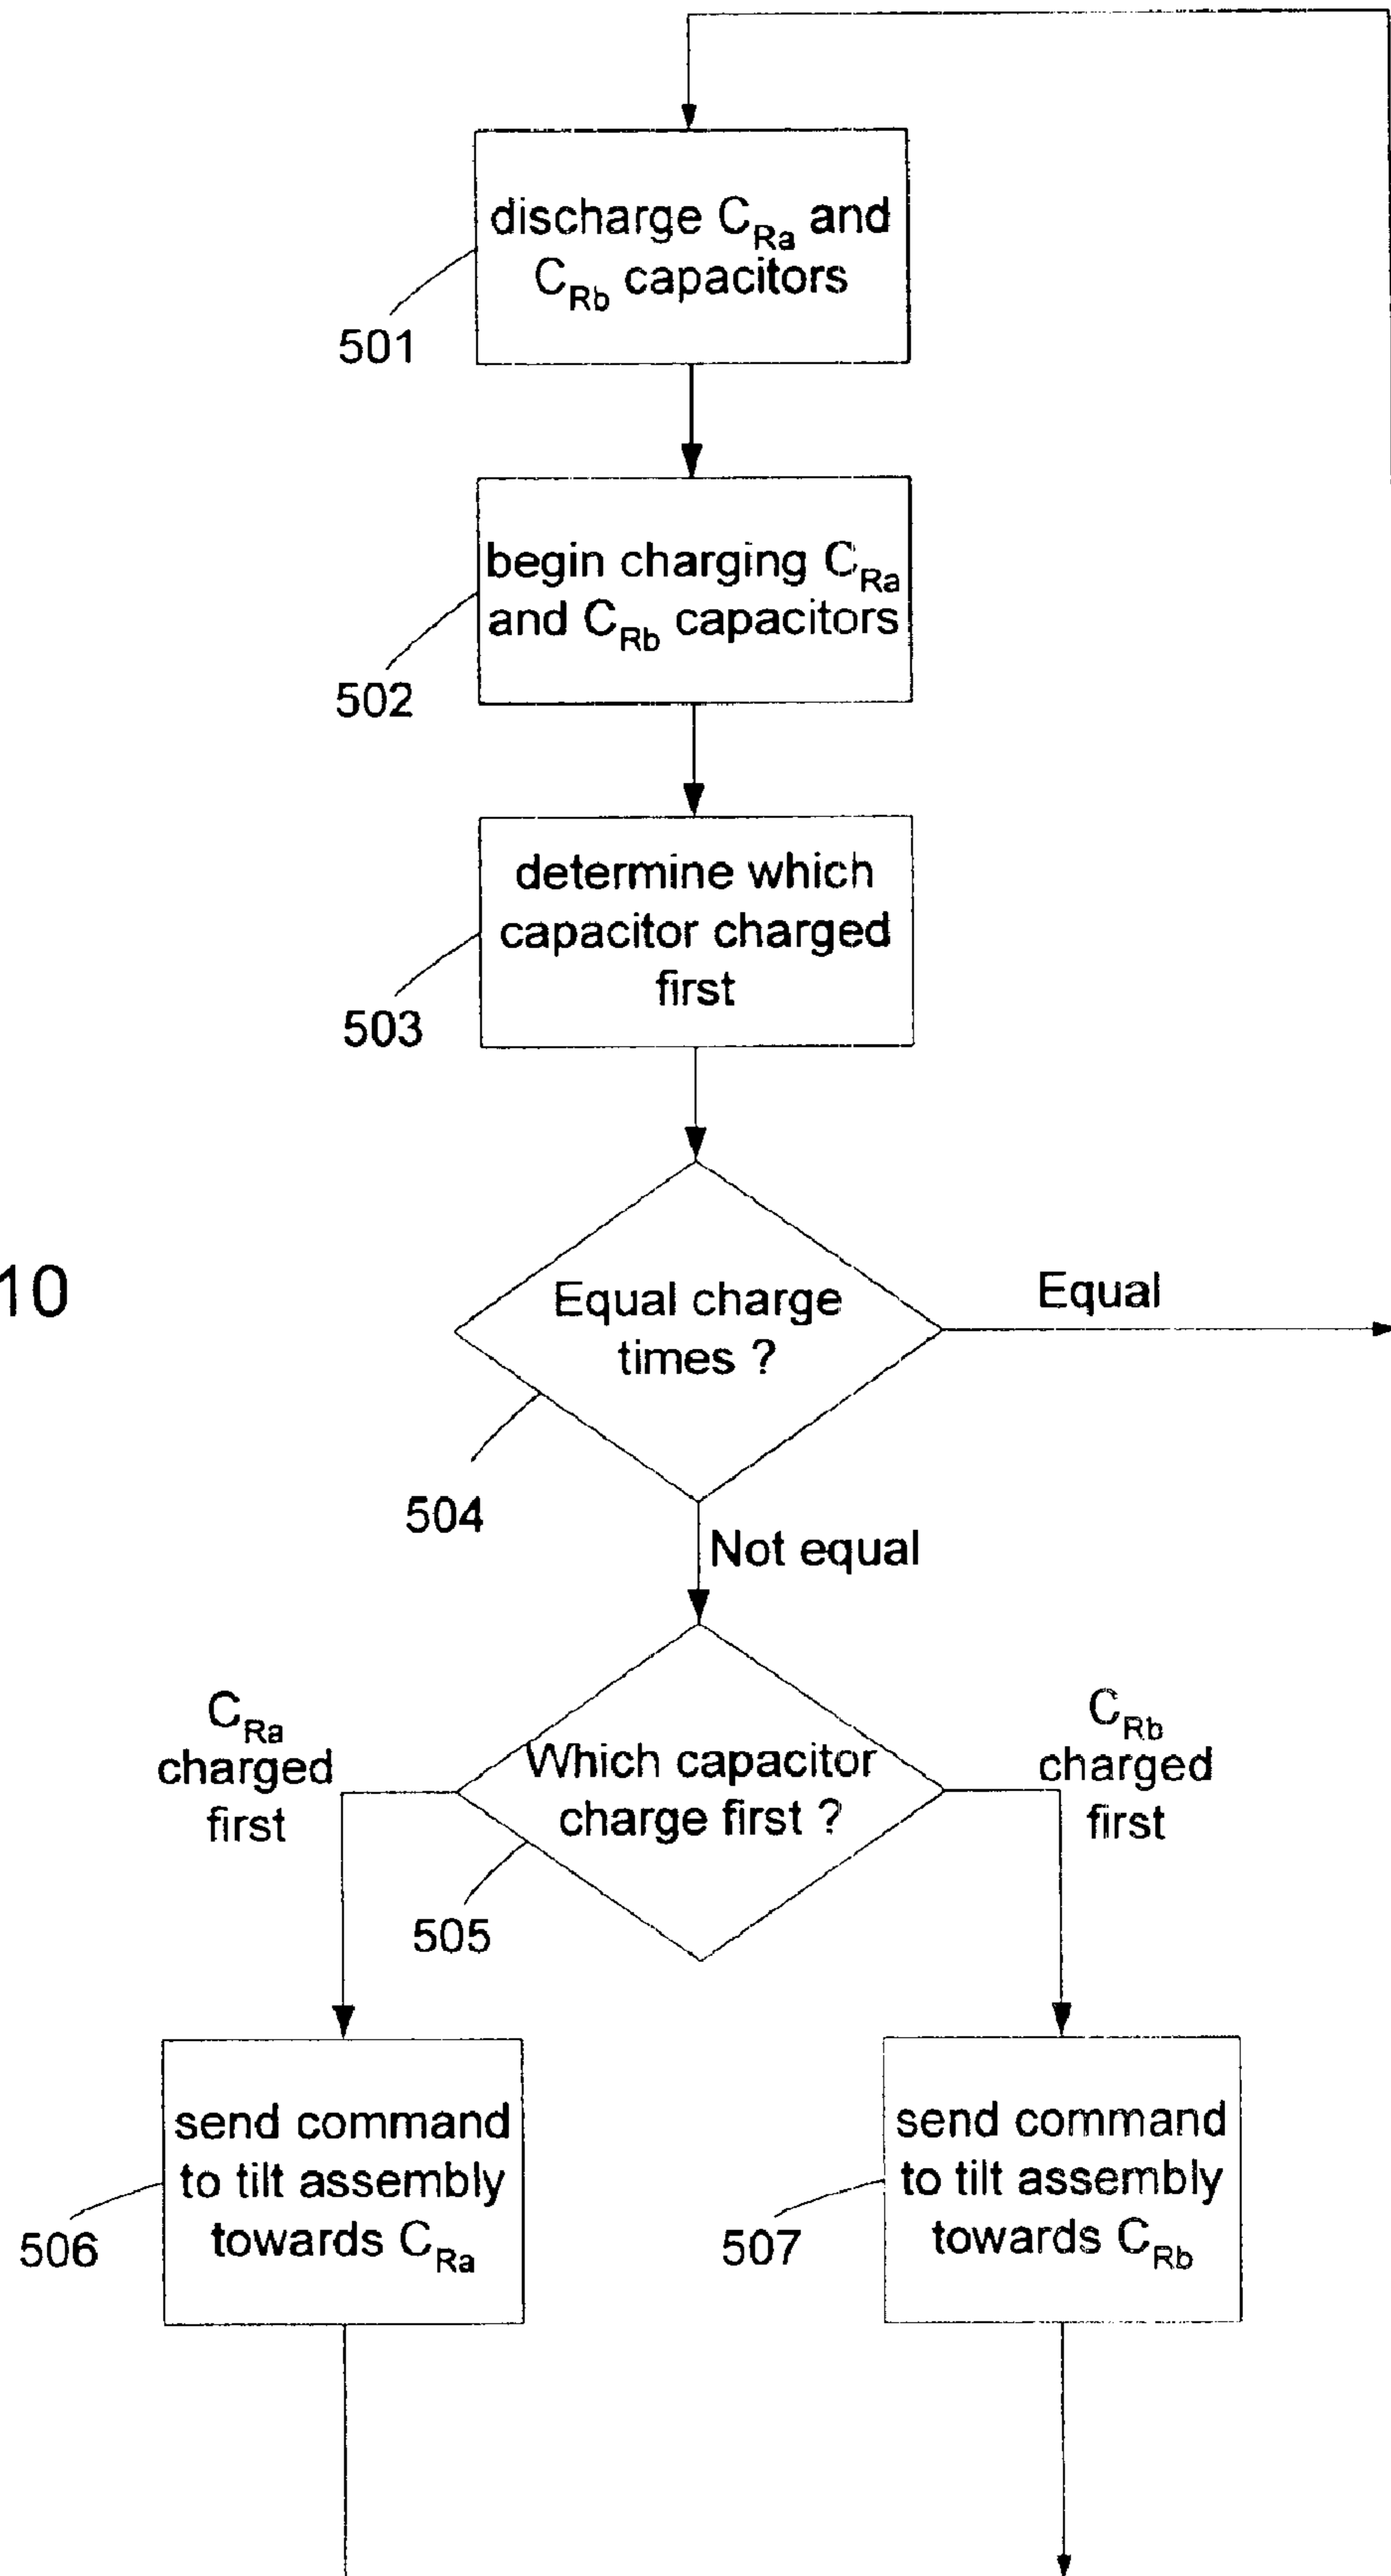 discharge C_Ra and
C_Rb capacitors
501
begin charging C_Ra
and C_Rb capacitors
502
determine which
capacitor charged
first
503
10
Equal charge
times ?
Equal
504
Not equal
C_Ra
charged
first
Which capacitor
charge first ?
C_Rb
charged
first
505
send command
to tilt assembly
towards C_Ra
506
send command
to tilt assembly
towards C_Rb
507